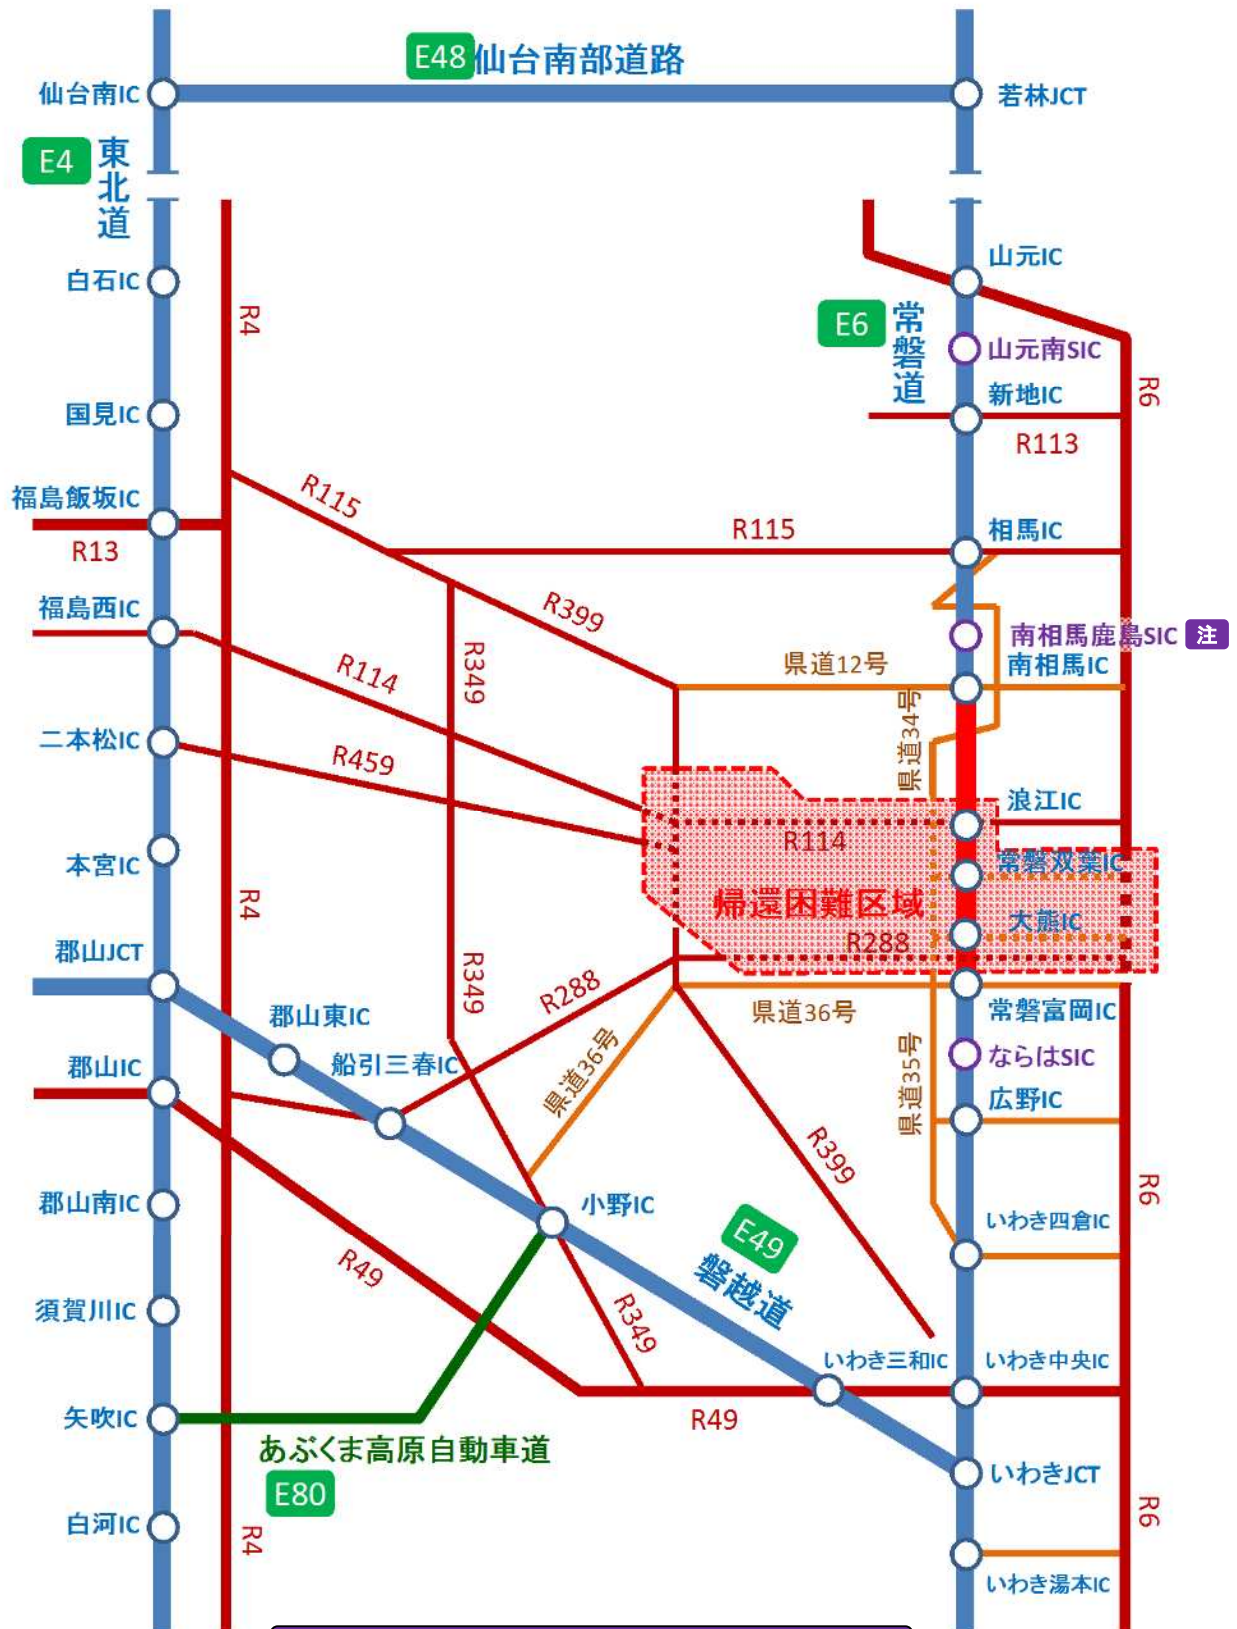 E48 仙台南部道路
仙台南IC
若林JCT
E4 東北道
白石IC
R4
山元IC
E6 常磐道
山元南SIC
国見IC
新地IC
R6
R113
福島飯坂IC
R13
R115
R115
相馬IC
福島西IC
R399
南相馬鹿島SIC 注
R114
R349
県道12号
南相馬IC
二本松IC
R459
県道34号
浪江IC
R114
本宮IC
常磐双葉IC
R4
帰還困難区域
大熊IC
R288
郡山JCT
R349
R288
郡山東IC
県道36号
常磐富岡IC
船引三春IC
郡山IC
県道36号
県道35号
ならはSIC
広野IC
R399
郡山南IC
小野IC
R6
E49
磐越道
いわき四倉IC
R49
須賀川IC
R349
いわき三和IC
いわき中央IC
矢吹IC
R49
あぶくま高原自動車道
E80
いわきJCT
白河IC
R4
R6
いわき湯本IC